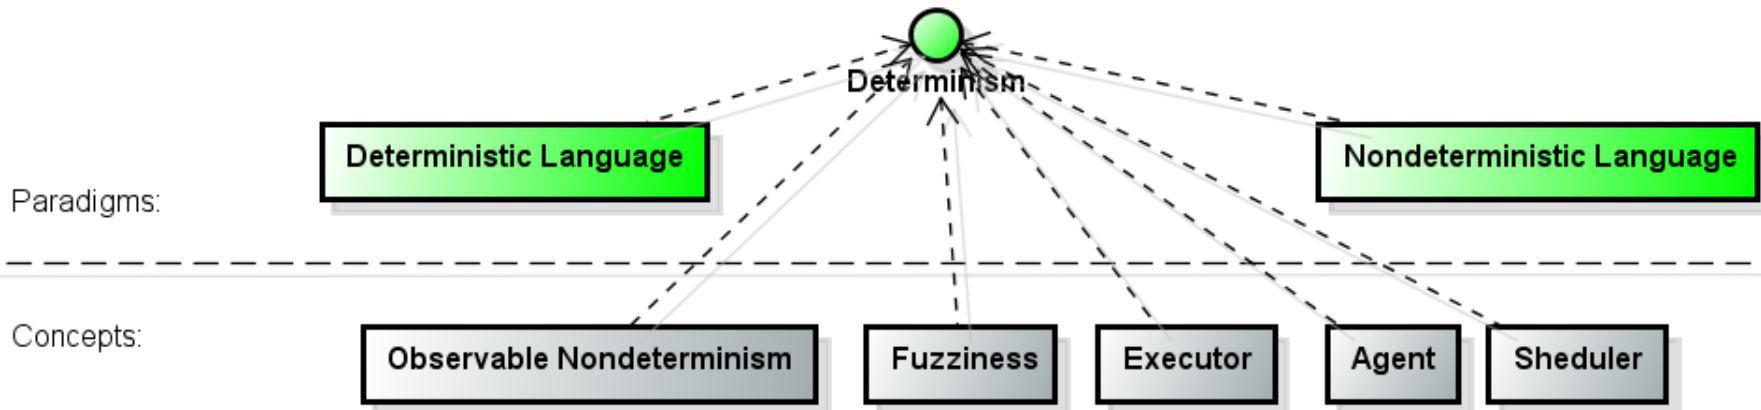 Determinism
Deterministic Language
Nondeterministic Language
Paradigms:
Concepts:
Observable Nondeterminism
Fuzziness
Executor
Agent
Sheduler